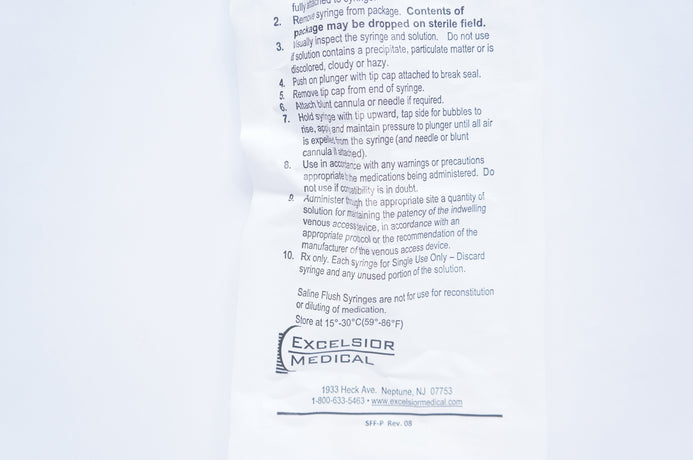 fully attached to syringe.
2. Remove syringe from package. Contents of
package may be dropped on sterile field.
3. Visually inspect the syringe and solution. Do not use
if solution contains a precipitate, particulate matter or is
discolored, cloudy or hazy.
4. Push on plunger with tip cap attached to break seal.
5. Remove tip cap from end of syringe.
6. Attach blunt cannula or needle if required.
7. Hold syringe with tip upward, tap side for bubbles to
rise, apply and maintain pressure to plunger until all air
is expelled from the syringe (and needle or blunt
cannula if attached).
8. Use in accordance with any warnings or precautions
appropriate to the medications being administered. Do
not use if compatibility is in doubt.
9. Administer through the appropriate site a quantity of
solution for maintaining the patency of the indwelling
venous access device, in accordance with an
appropriate protocol or the recommendation of the
manufacturer of the venous access device.
10. Rx only. Each syringe for Single Use Only – Discard
syringe and any unused portion of the solution.
Saline Flush Syringes are not for use for reconstitution
or diluting of medication.
Store at 15°-30°C(59°-86°F)
EXCELSIOR
MEDICAL
1933 Heck Ave. Neptune, NJ 07753
1-800-633-5463 • www.excelsiormedical.com
SFF-P Rev. 08